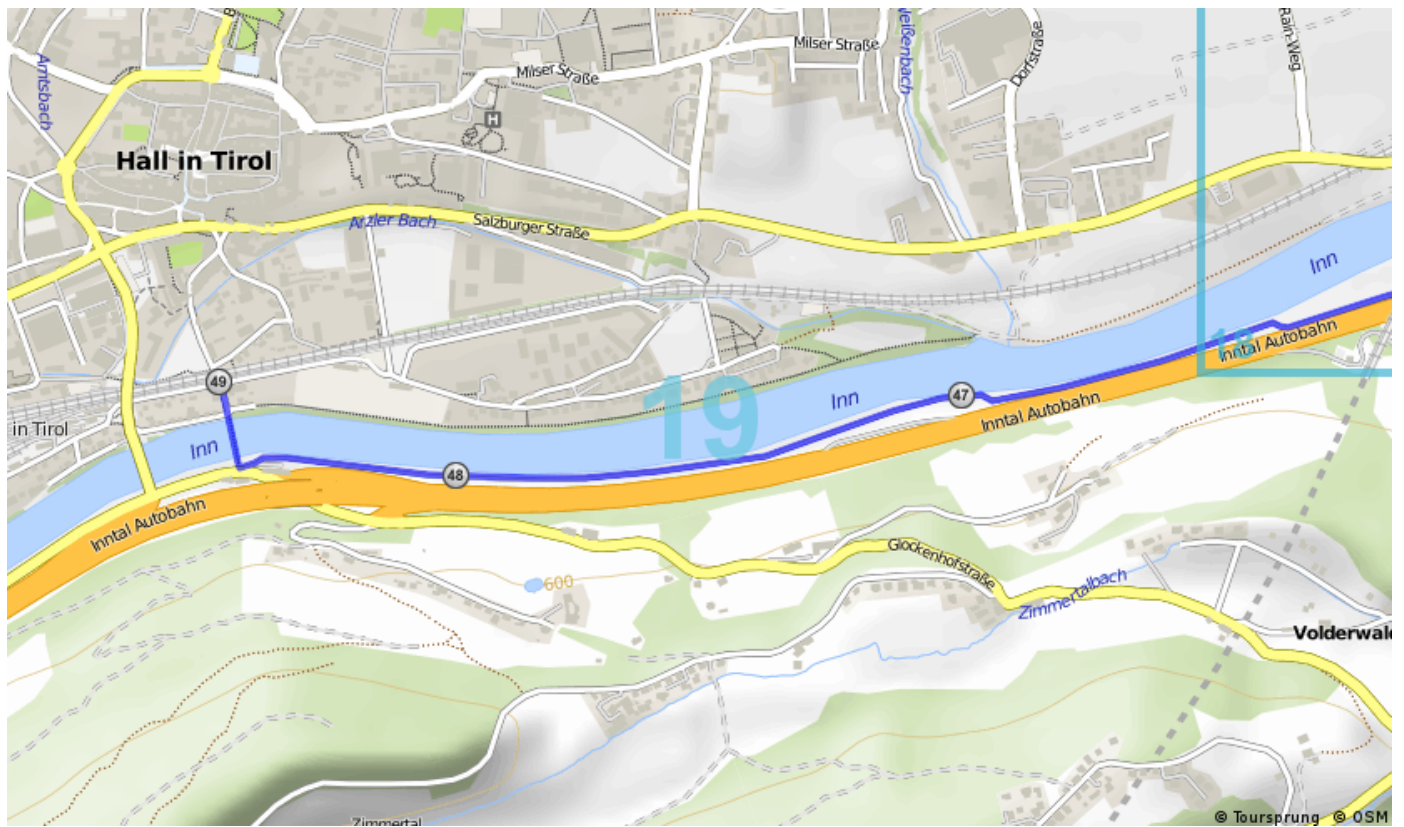 Amtsbach
Milser Straße
Milser Straße
Dorfstraße
Rain-Weg
H
Hall in Tirol
Arzler Bach
Salzburger Straße
Inn
18
Inntal Autobahn
49
19
47
Inn
Inntal Autobahn
in Tirol
Inn
48
Inntal Autobahn
Glockenhofstraße
600
Zimmertalbach
Volderwal
Zimmertal
© Toursprung © OSM